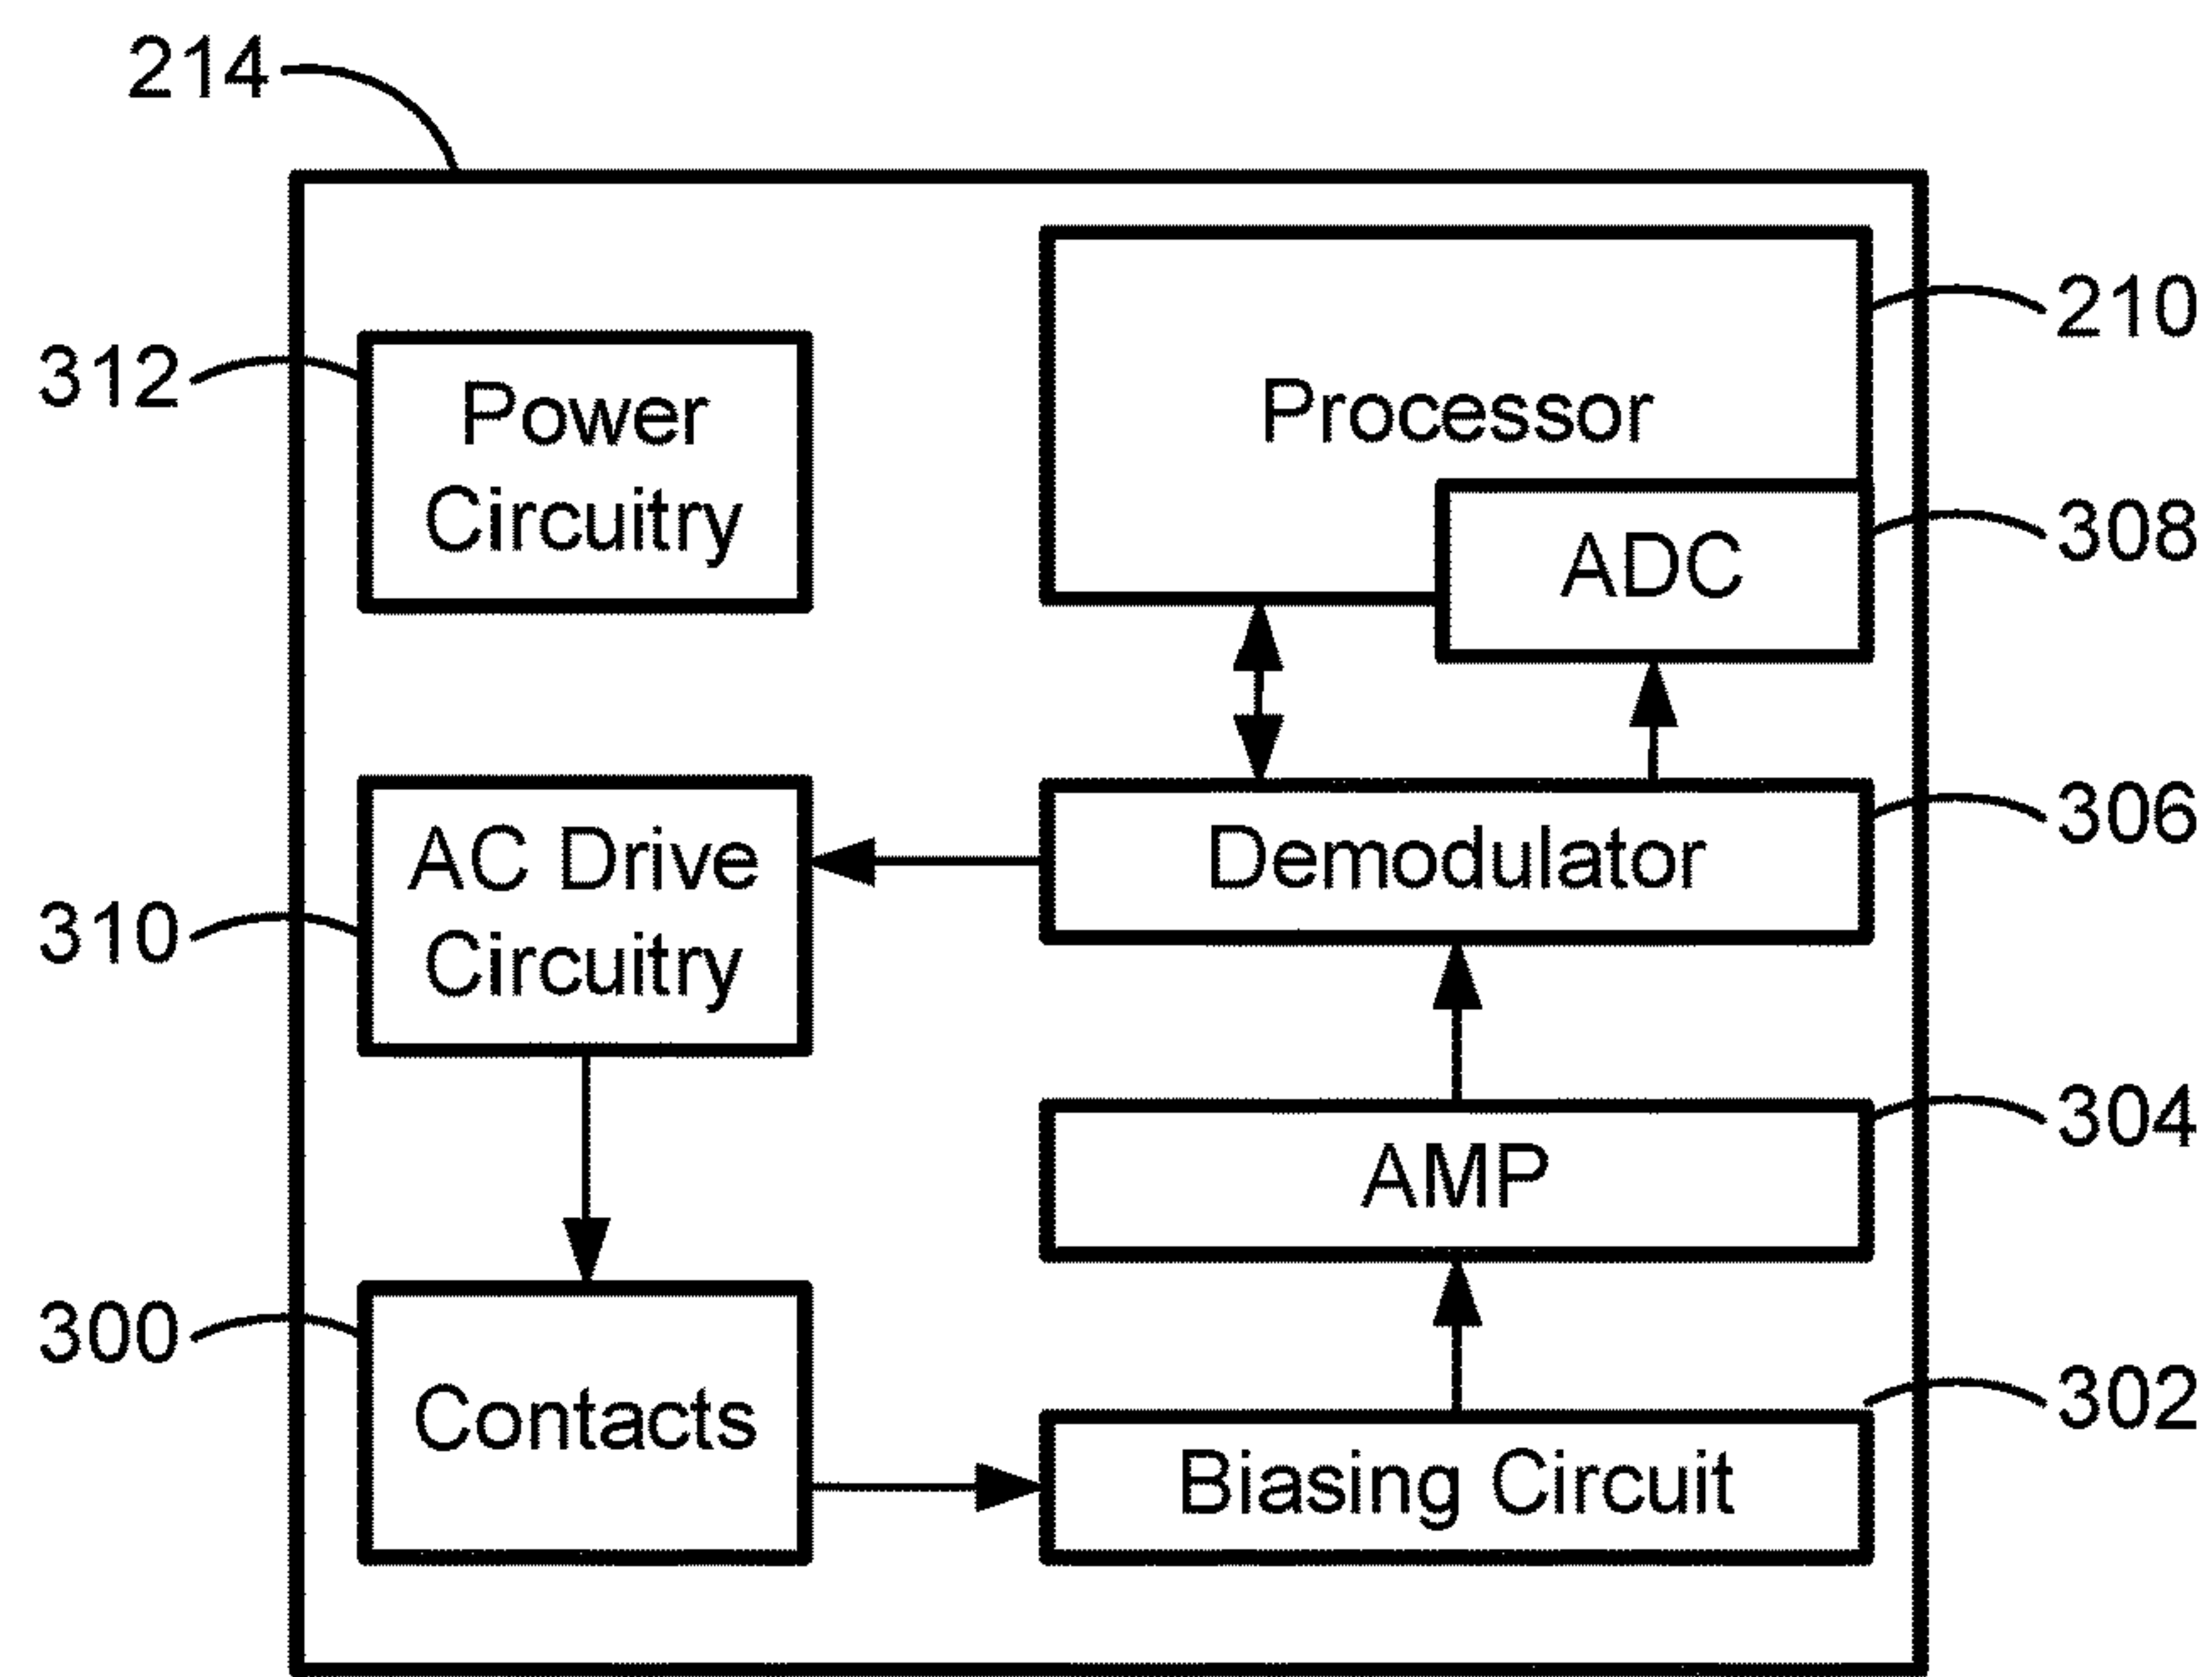 214
210
312
Power
Circuitry
Processor
308
ADC
306
AC Drive
Circuitry
Demodulator
310
304
AMP
300
Contacts
302
Biasing Circuit